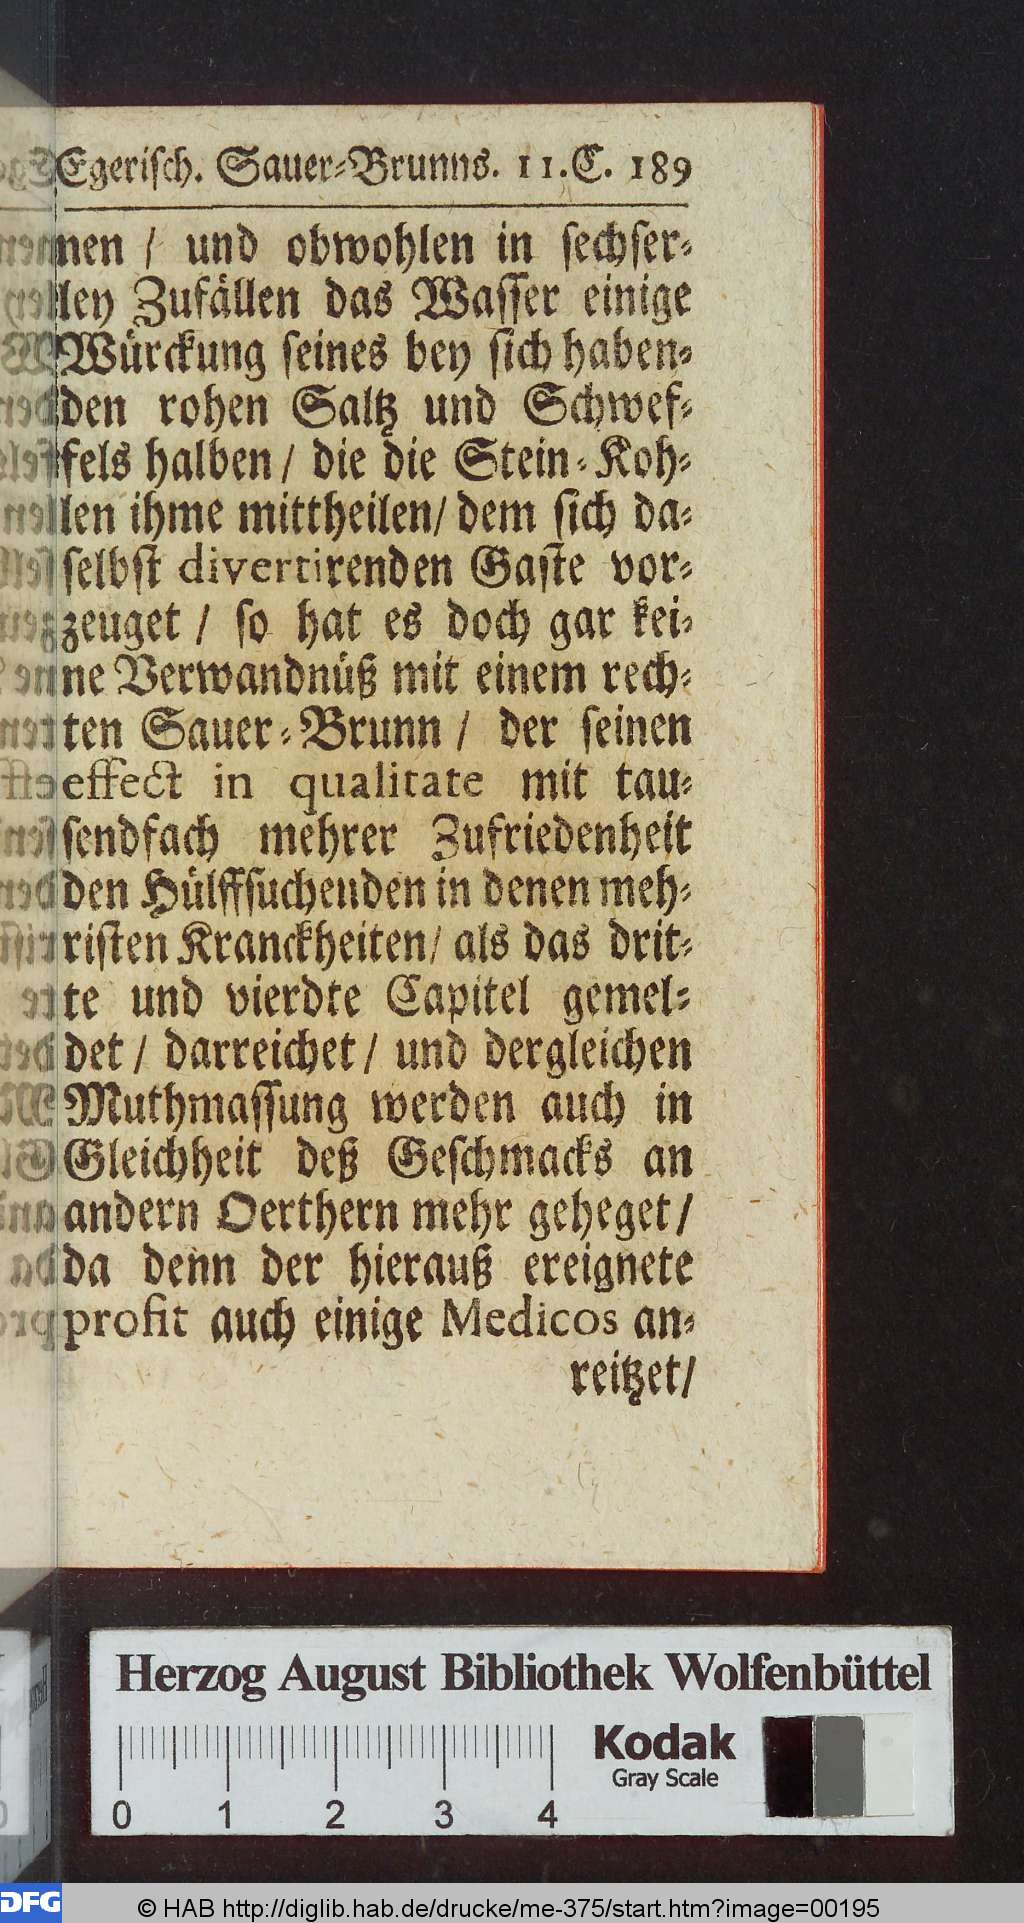 Egerisch. Sauer-Brunns. 11.C. 189
nen / und obwohlen in sechser-
ley Zufällen das Wasser einige
Würckung seines bey sich haben-
den rohen Saltz und Schwef-
fels halben / die die Stein-Koh-
len ihme mittheilen/ dem sich da-
selbst divertirenden Gaste vor-
zeuget / so hat es doch gar kei-
ne Verwandnüß mit einem rech-
ten Sauer-Brunn / der seinen
effect in qualitate mit tau-
sendfach mehrer Zufriedenheit
den Hülffsuchenden in denen meh-
risten Kranckheiten/ als das drit-
te und vierdte Capitel gemel-
det / darreichet / und dergleichen
Muthmassung werden auch in
Gleichheit deß Geschmacks an
andern Oerthern mehr geheget /
da denn der hierauß ereignete
profit auch einige Medicos an-
reitzet/
Herzog August Bibliothek Wolfenbüttel
Kodak
Gray Scale
0 1 2 3 4
DFG
© HAB http://diglib.hab.de/drucke/me-375/start.htm?image=00195